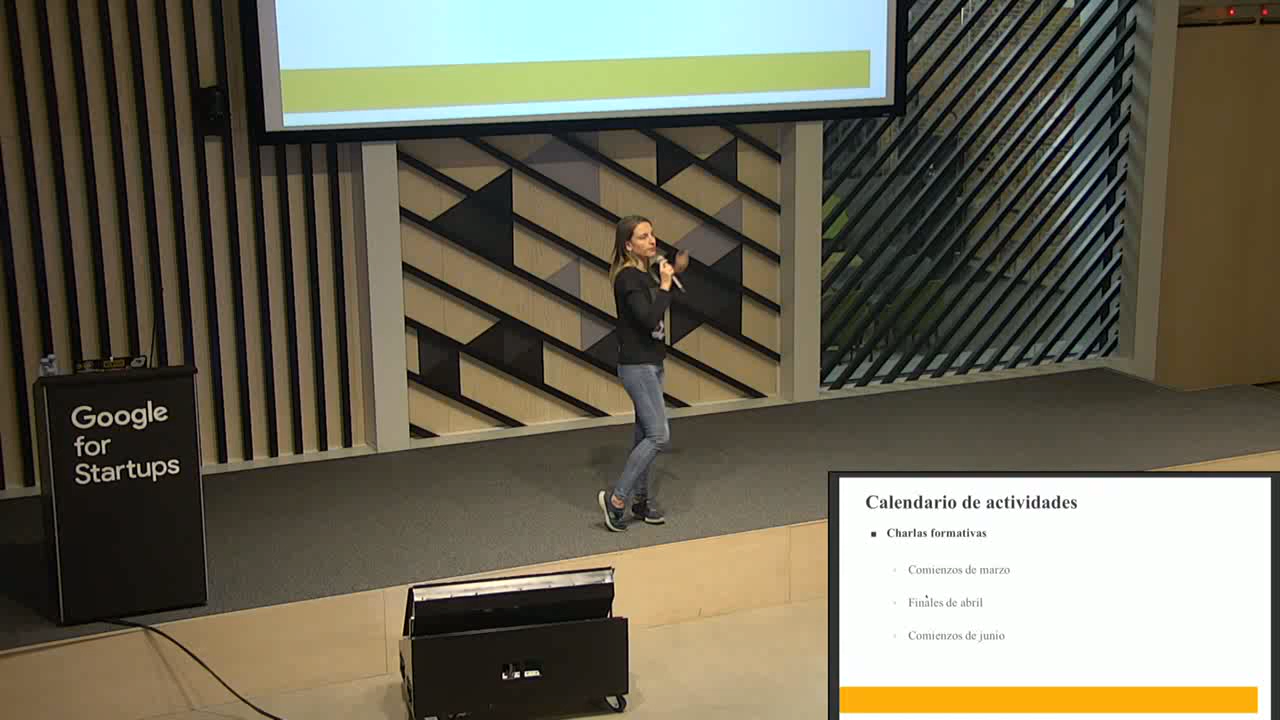 Google
for
Startups
Calendario de actividades
Charlas formativas
Comienzos de marzo
Finales de abril
Comienzos de junio